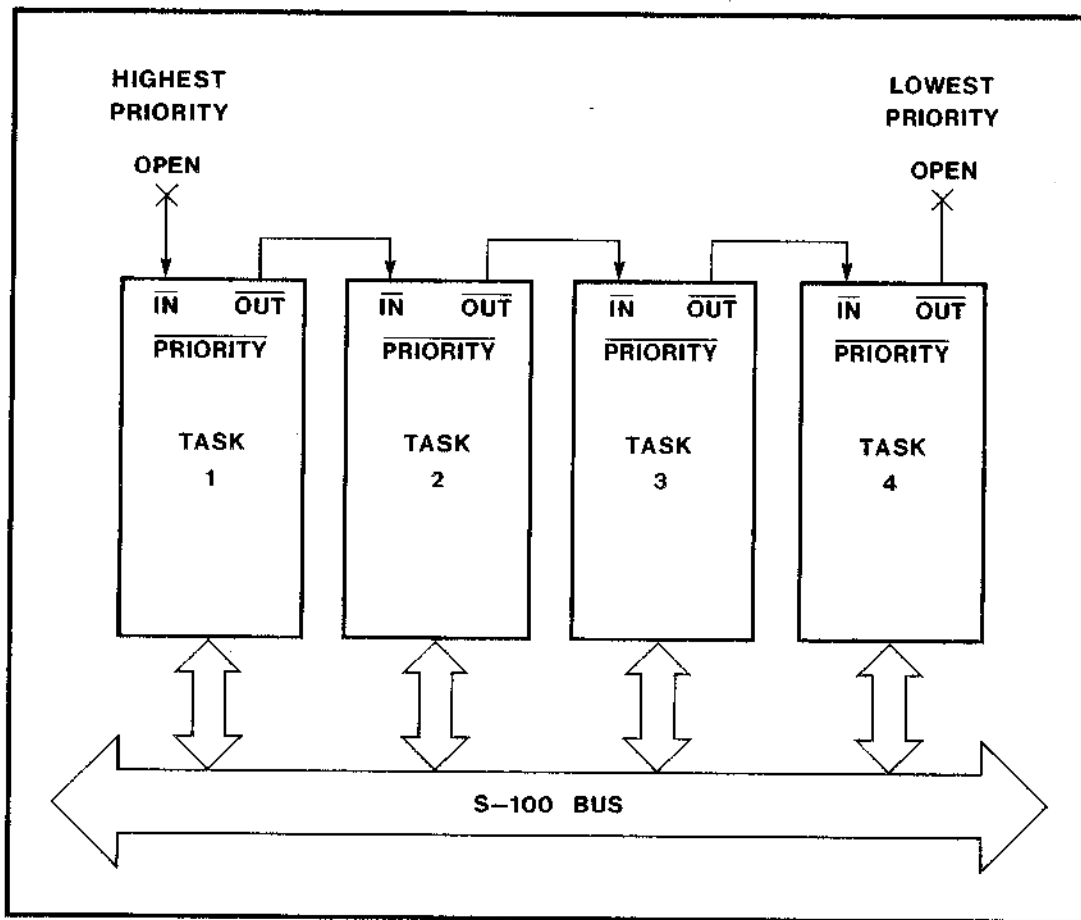 HIGHEST
PRIORITY
OPEN
LOWEST
PRIORITY
OPEN
IN OUT
PRIORITY
TASK
1
IN OUT
PRIORITY
TASK
2
IN OUT
PRIORITY
TASK
3
IN OUT
PRIORITY
TASK
4
S-100 BUS